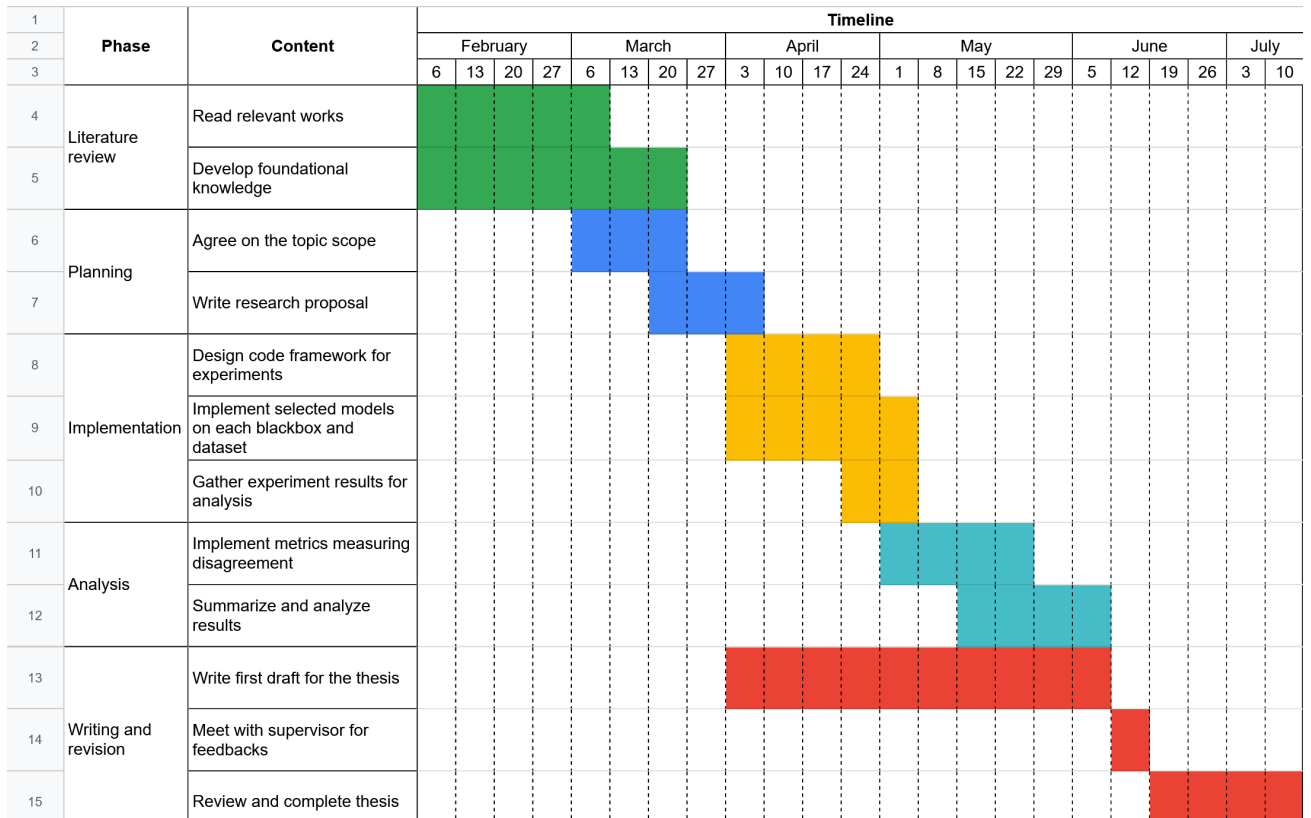 1 Timeline
2 Phase Content February March April May June July
3 6 13 20 27 6 13 20 27 3 10 17 24 1 8 15 22 29 5 12 19 26 3 10
4 Read relevant works
Literature
review
5 Develop foundational
knowledge
6 Agree on the topic scope
Planning
7 Write research proposal
8 Design code framework for
experiments
Implementation
9 Implement selected models
on each blackbox and
dataset
10 Gather experiment results for
analysis
11 Implement metrics measuring
disagreement
Analysis
12 Summarize and analyze
results
13 Write first draft for the thesis
Writing and
revision
14 Meet with supervisor for
feedbacks
15 Review and complete thesis